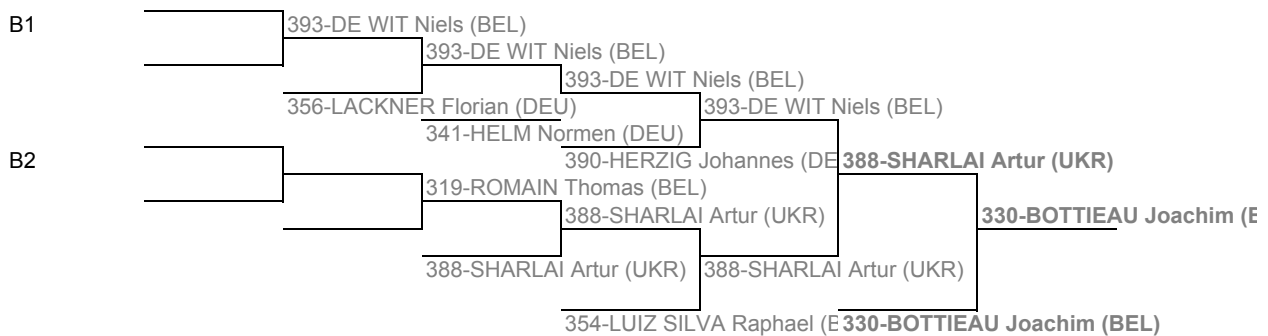 B1
393-DE WIT Niels (BEL)
393-DE WIT Niels (BEL)
393-DE WIT Niels (BEL)
356-LACKNER Florian (DEU)
393-DE WIT Niels (BEL)
341-HELM Normen (DEU)
B2
390-HERZIG Johannes (DE
388-SHARLAI Artur (UKR)
319-ROMAIN Thomas (BEL)
388-SHARLAI Artur (UKR)
330-BOTTIEAU Joachim (E
388-SHARLAI Artur (UKR)
388-SHARLAI Artur (UKR)
354-LUIZ SILVA Raphael (E
330-BOTTIEAU Joachim (BEL)